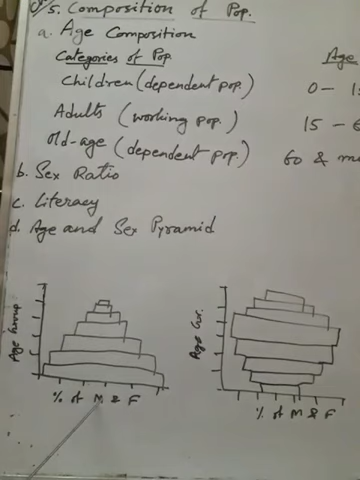 5. Composition of Pop.
a. Age Composition
Categories of Pop. Age
Children (dependent pop.) 0 - 1
Adults (working pop.) 15 - 6
Old-age (dependent pop.) 60 & mo
b. Sex Ratio
c. Literacy
d. Age and Sex Pyramid
Age Group
% of M & F
Age Gr.
% of M & F